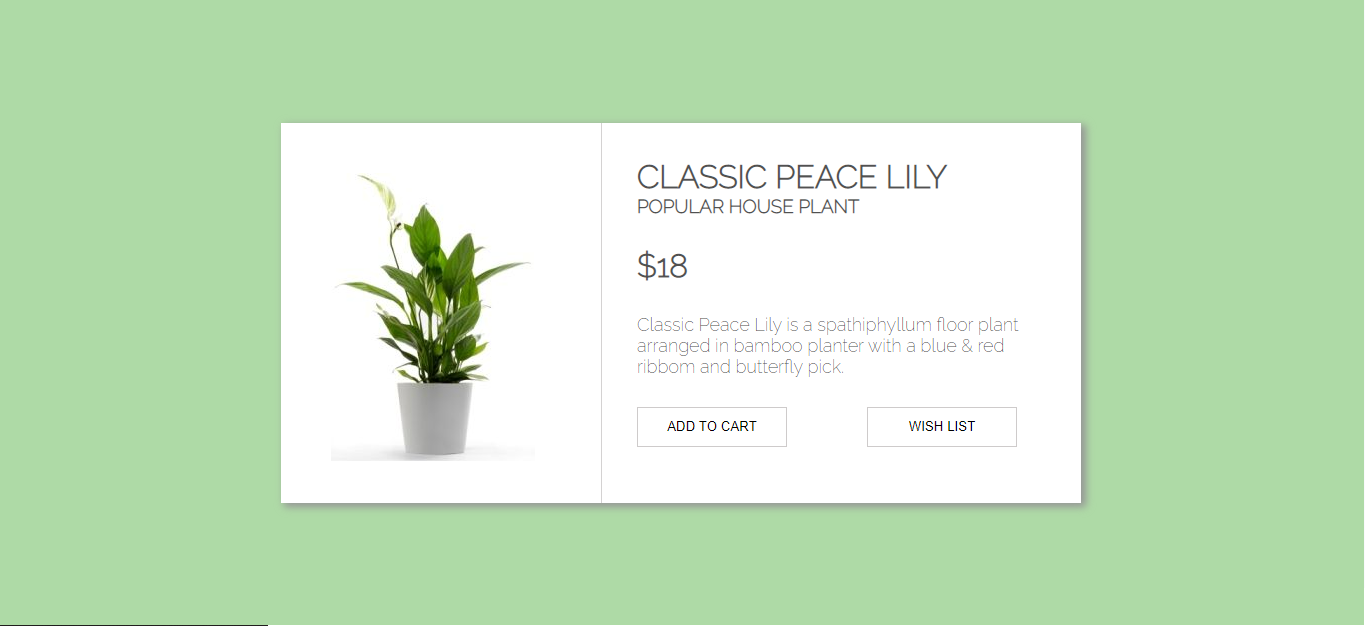 CLASSIC PEACE LILY
POPULAR HOUSE PLANT
$18
Classic Peace Lily is a spathiphyllum floor plant
arranged in bamboo planter with a blue & red
ribbom and butterfly pick.
ADD TO CART
WISH LIST